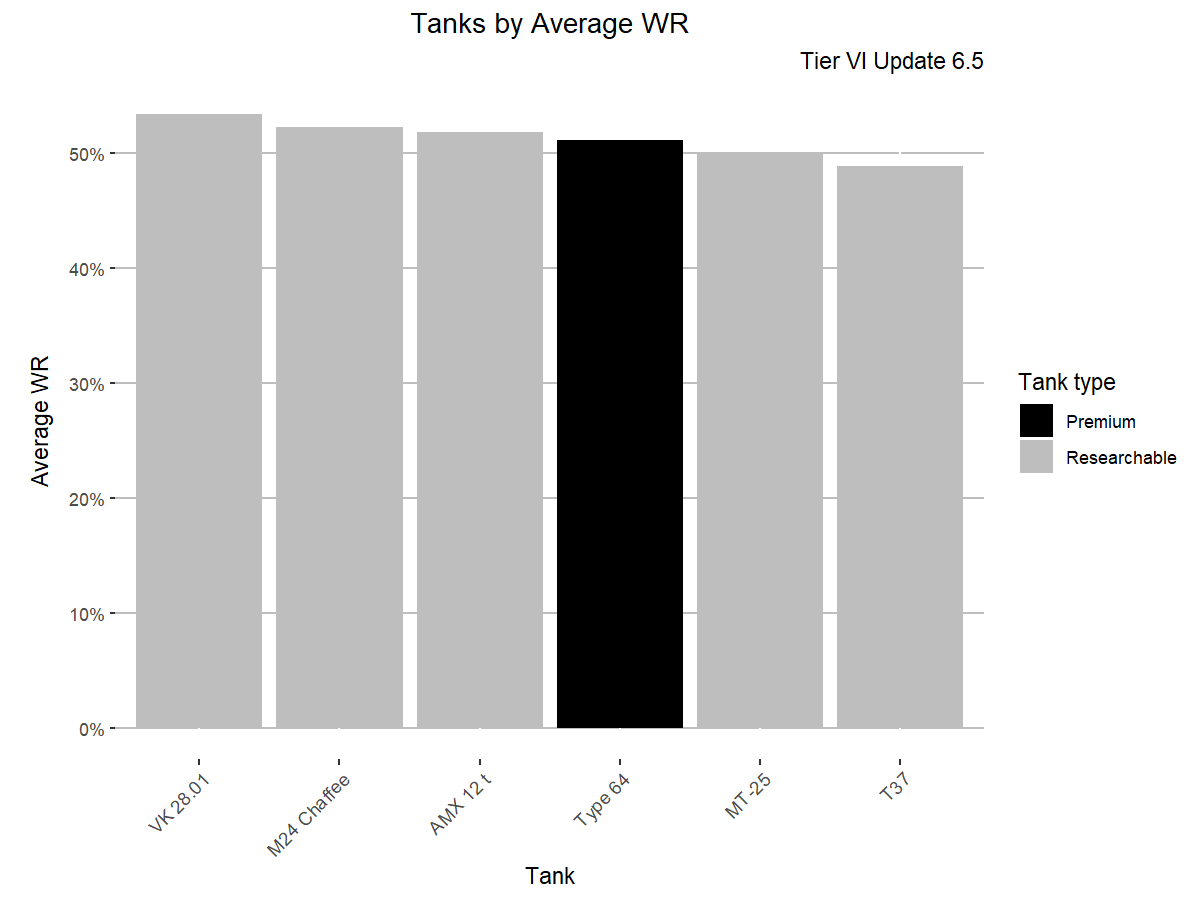 Tanks by Average WR
Tier VI Update 6.5
Average WR
50%
40%
30%
20%
10%
0%
VK 28.01
M24 Chaffee
AMX 12 t
Type 64
MT-25
T37
Tank
Tank type
Premium
Researchable